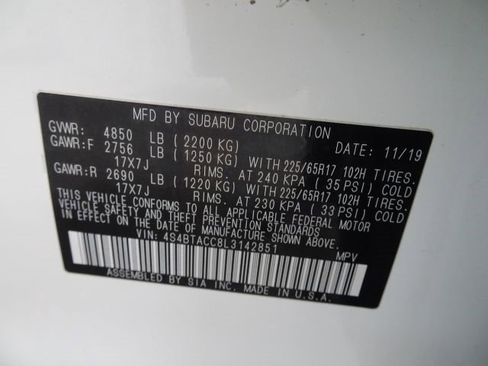 MFD BY SUBARU CORPORATION DATE: 11/19
GVWR: 4850 LB (2200 KG)
GAWR:F 2756 LB (1250 KG) WITH 225/65R17 102H TIRES.
17X7J RIMS. AT 240 KPA (35 PSI) COLD
GAWR:R 2690 LB (1220 KG) WITH 225/65R17 102H TIRES.
17X7J RIMS. AT 230 KPA (33 PSI) COLD
THIS VEHICLE CONFORMS TO ALL APPLICABLE FEDERAL MOTOR
VEHICLE SAFETY, BUMPER, AND THEFT PREVENTION STANDARDS
IN EFFECT ON THE DATE OF MANUFACTURE SHOWN ABOVE.
VIN: 4S4BTACC8L3142851 MPV
ASSEMBLED BY SIA INC. MADE IN U.S.A.